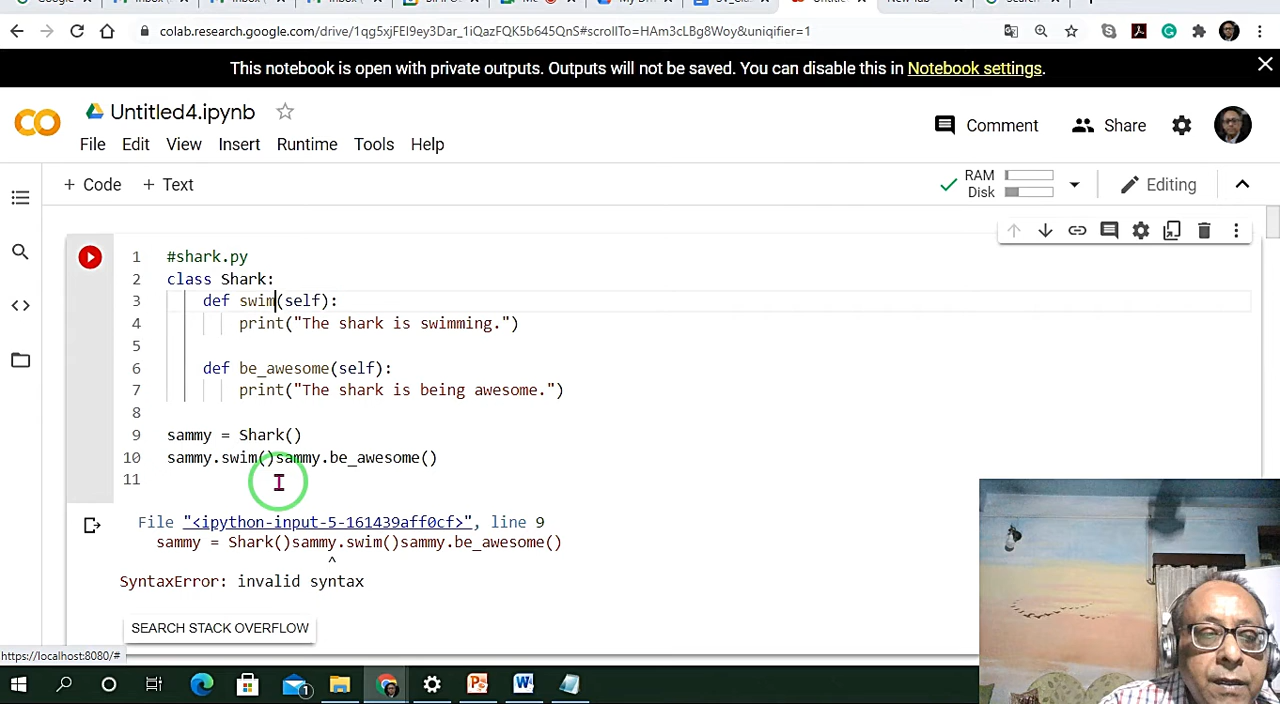 colab.research.google.com/drive/1qg5xjFEI9ey3tar_1iQazFQK5b645QnS#scrollTo=HAm3cLBg8Woy&uniqifier=1
This notebook is open with private outputs. Outputs will not be saved. You can disable this in Notebook settings.
Untitled4.ipynb
Comment
Share
File Edit View Insert Runtime Tools Help
+ Code + Text
RAM
Disk
Editing
1 #shark.py
2 class Shark:
3 def swim(self):
4 print("The shark is swimming.")
5
6 def be_awesome(self):
7 print("The shark is being awesome.")
8
9 sammy = Shark()
10 sammy.swim()sammy.be_awesome()
11
File "<ipython-input-5-161439aff0cf>", line 9
sammy = Shark()sammy.swim()sammy.be_awesome()
^
SyntaxError: invalid syntax
SEARCH STACK OVERFLOW
https://localhost:8080/#